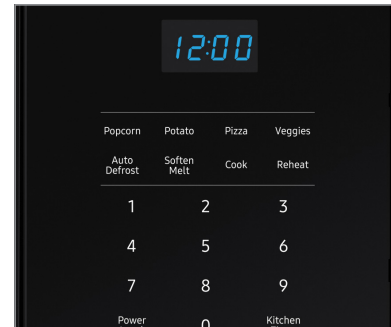 12:00
Popcorn Potato Pizza Veggies
Auto Defrost Soften Melt Cook Reheat
1 2 3
4 5 6
7 8 9
Power 0 Kitchen